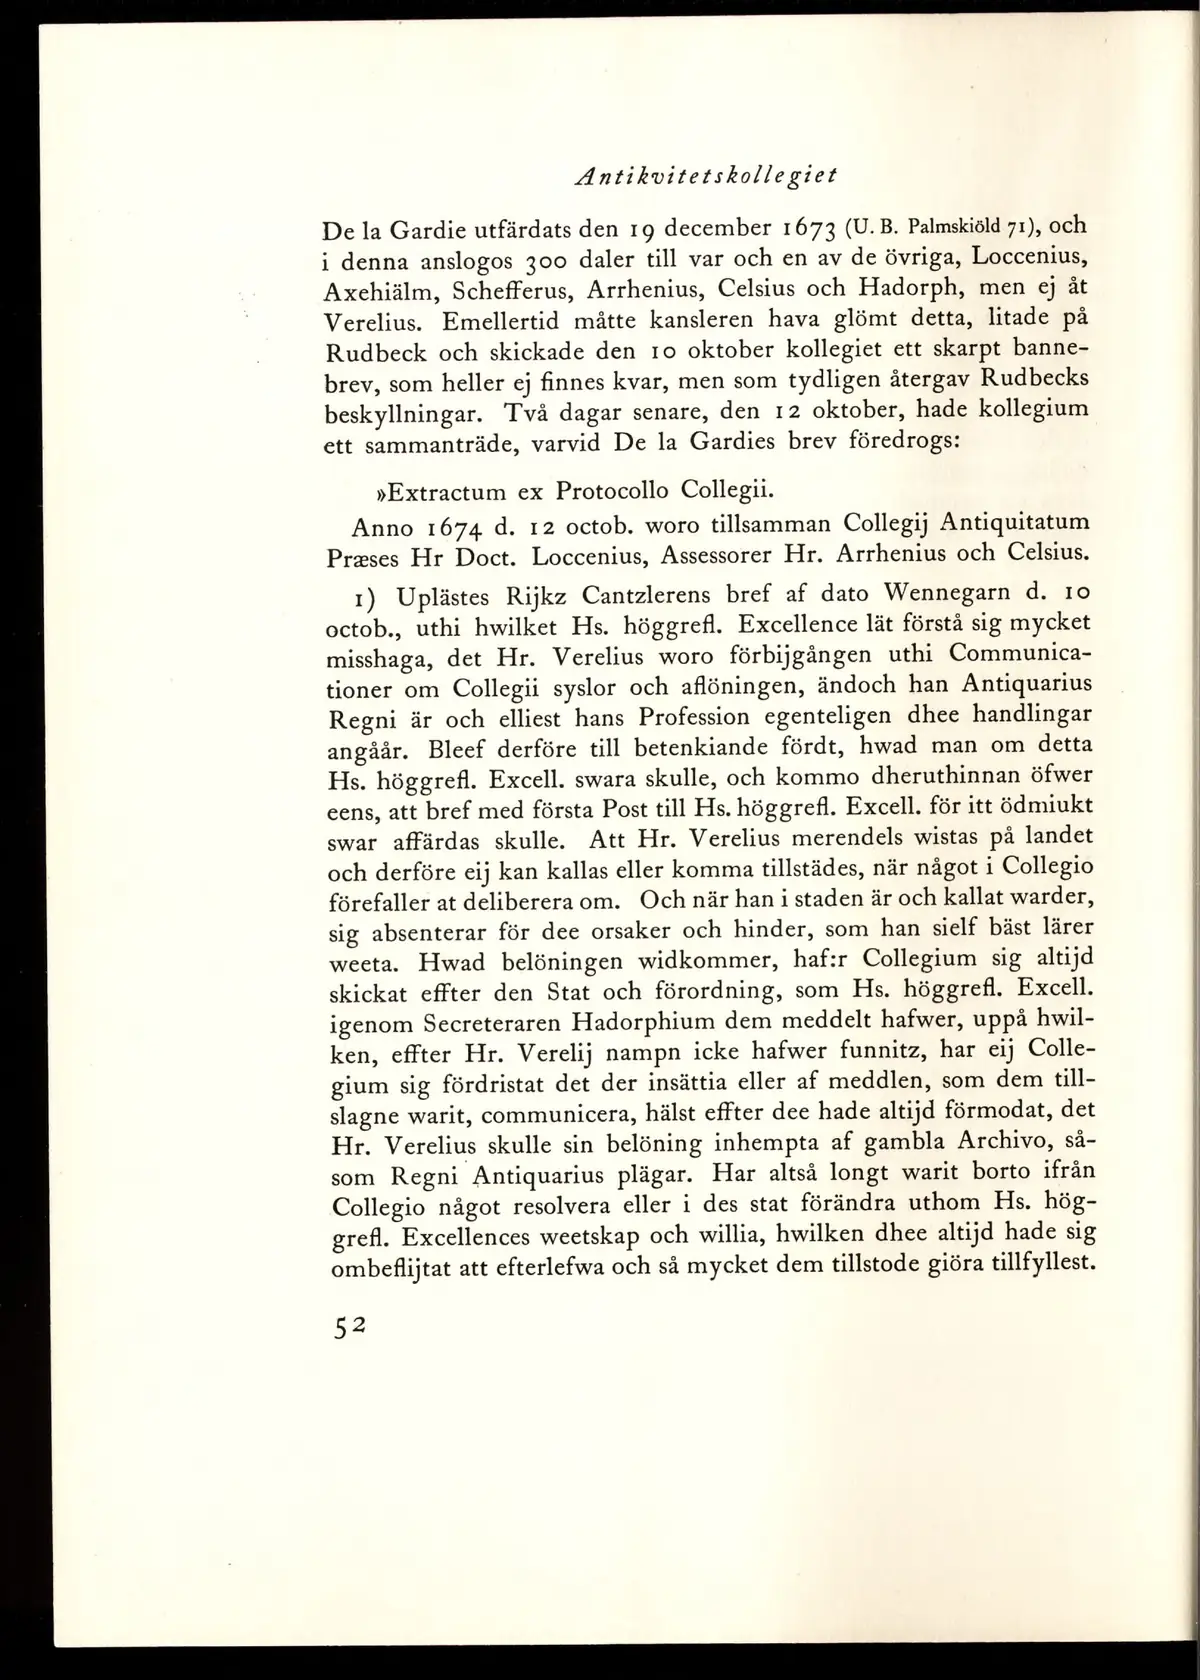 Antikvitetskollegiet
De la Gardie utfärdats den 19 december 1673 (U. B. Palmskiöld 71), och
i denna anslogos 300 daler till var och en av de övriga, Loccenius,
Axehiälm, Schefferus, Arrhenius, Celsius och Hadorph, men ej åt
Verelius. Emellertid måtte kansleren hava glömt detta, litade på
Rudbeck och skickade den 10 oktober kollegiet ett skarpt banne-
brev, som heller ej finnes kvar, men som tydligen återgav Rudbecks
beskyllningar. Två dagar senare, den 12 oktober, hade kollegium
ett sammanträde, varvid De la Gardies brev föredrogs:
»Extractum ex Protocollo Collegii.
Anno 1674 d. 12 octob. woro tillsamman Collegij Antiquitatum
Præses Hr Doct. Loccenius, Assessorer Hr. Arrhenius och Celsius.
1) Uplästes Rijkz Cantzlerens bref af dato Wennegarn d. 10
octob., uthi hwilket Hs. höggrefl. Excellence lät förstå sig mycket
misshaga, det Hr. Verelius woro förbijgången uthi Communica-
tioner om Collegii syslor och aflöningen, ändoch han Antiquarius
Regni är och elliest hans Profession egenteligen dhee handlingar
angåår. Bleef derföre till betenkiande fördt, hwad man om detta
Hs. höggrefl. Excell. swara skulle, och kommo dheruthinnan öfwer
eens, att bref med första Post till Hs. höggrefl. Excell. för itt ödmiukt
swar affärdas skulle. Att Hr. Verelius merendels wistas på landet
och derföre eij kan kallas eller komma tillstädes, när något i Collegio
förefaller at deliberera om. Och när han i staden är och kallat warder,
sig absenterar för dee orsaker och hinder, som han sielf bäst lärer
weeta. Hwad belöningen widkommer, haf:r Collegium sig altijd
skickat effter den Stat och förordning, som Hs. höggrefl. Excell.
igenom Secreteraren Hadorphium dem meddelt hafwer, uppå hwil-
ken, effter Hr. Verelij nampn icke hafwer funnitz, har eij Colle-
gium sig fördristat det der insättia eller af meddlen, som dem till-
slagne warit, communicera, hälst effter dee hade altijd förmodat, det
Hr. Verelius skulle sin belöning inhempta af gambla Archivo, så-
som Regni Antiquarius plägar. Har altså longt warit borto ifrån
Collegio något resolvera eller i des stat förändra uthom Hs. hög-
grefl. Excellences weetskap och willia, hwilken dhee altijd hade sig
ombeflijtat att efterlefwa och så mycket dem tillstode giöra tillfyllest.
52